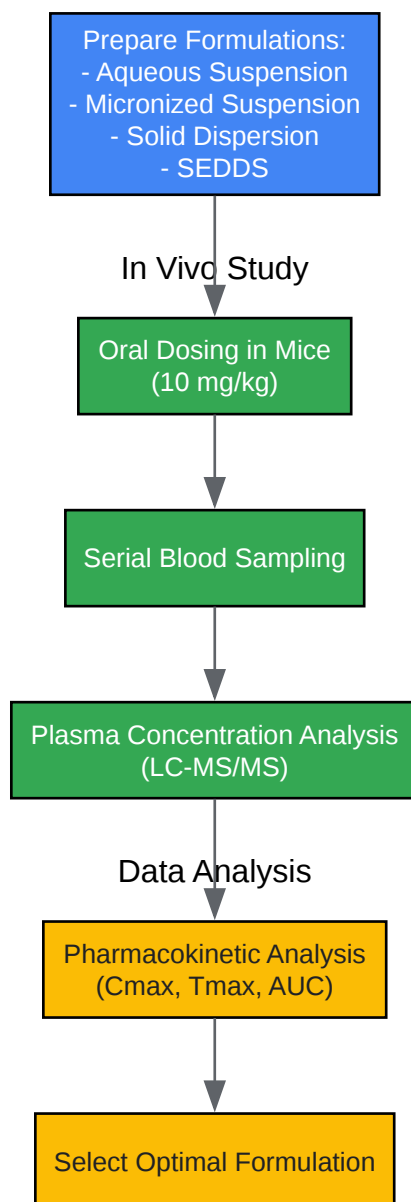 Prepare Formulations:
- Aqueous Suspension
- Micronized Suspension
- Solid Dispersion
- SEDDS
In Vivo Study
Oral Dosing in Mice
(10 mg/kg)
Serial Blood Sampling
Plasma Concentration Analysis
(LC-MS/MS)
Data Analysis
Pharmacokinetic Analysis
(Cmax, Tmax, AUC)
Select Optimal Formulation